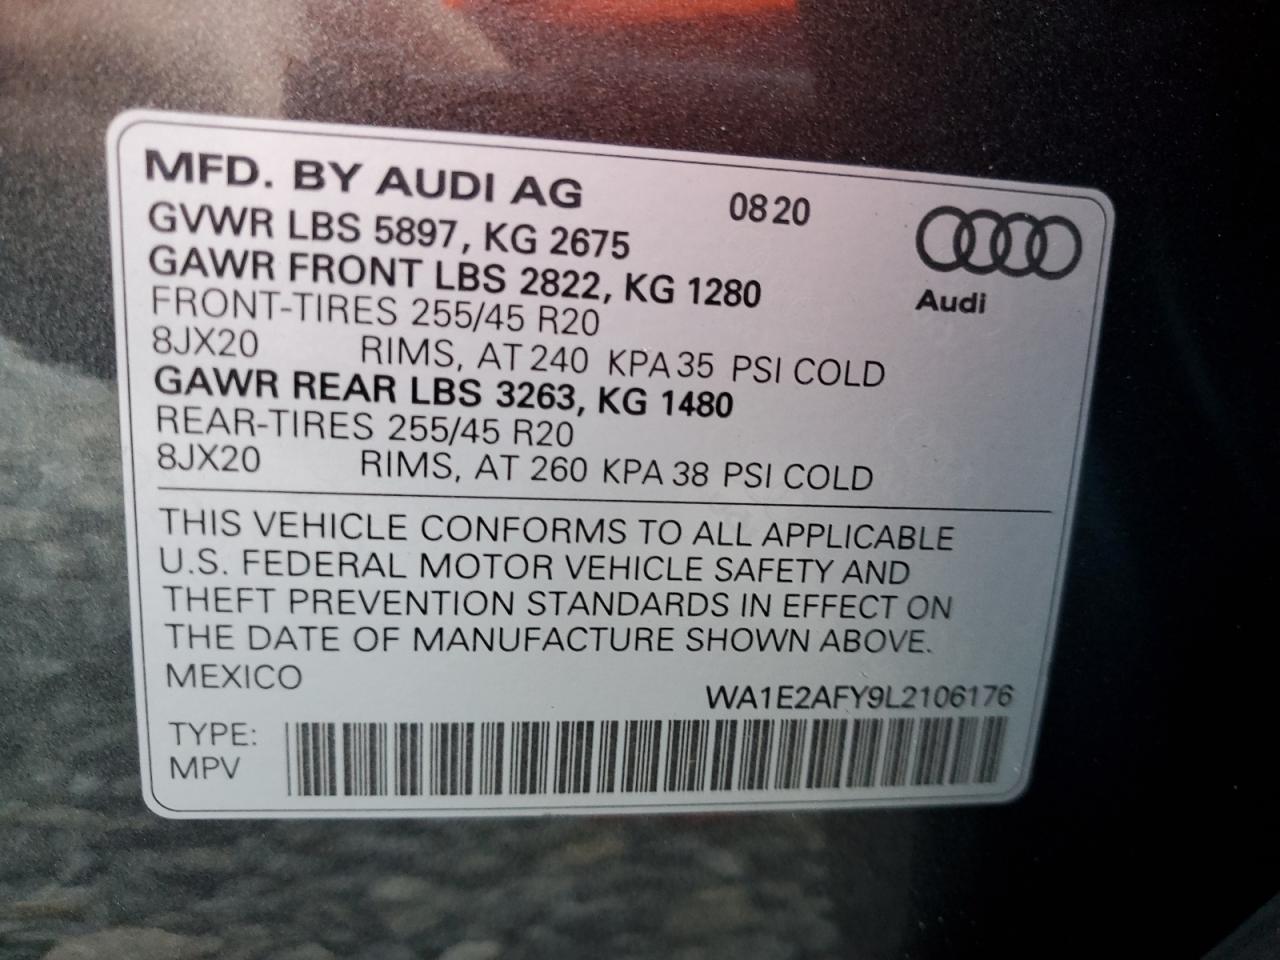 MFD. BY AUDI AG 08 20
GVWR LBS 5897, KG 2675
GAWR FRONT LBS 2822, KG 1280
FRONT-TIRES 255/45 R20
8JX20 RIMS, AT 240 KPA 35 PSI COLD
GAWR REAR LBS 3263, KG 1480
REAR-TIRES 255/45 R20
8JX20 RIMS, AT 260 KPA 38 PSI COLD
Audi
THIS VEHICLE CONFORMS TO ALL APPLICABLE
U.S. FEDERAL MOTOR VEHICLE SAFETY AND
THEFT PREVENTION STANDARDS IN EFFECT ON
THE DATE OF MANUFACTURE SHOWN ABOVE.
MEXICO
WA1E2AFY9L2106176
TYPE:
MPV